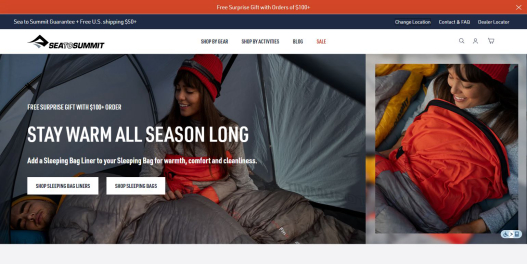 Free Surprise Gift with Orders of $100+
Sea to Summit Guarantee + Free U.S. shipping $50+
Change Location
Contact & FAQ
Dealer Locator
SEA TO SUMMIT
SHOP BY GEAR
SHOP BY ACTIVITIES
BLOG
SALE
FREE SURPRISE GIFT WITH $100+ ORDER
STAY WARM ALL SEASON LONG
Add a Sleeping Bag Liner to your Sleeping Bag for warmth, comfort and cleanliness.
SHOP SLEEPING BAG LINERS
SHOP SLEEPING BAGS